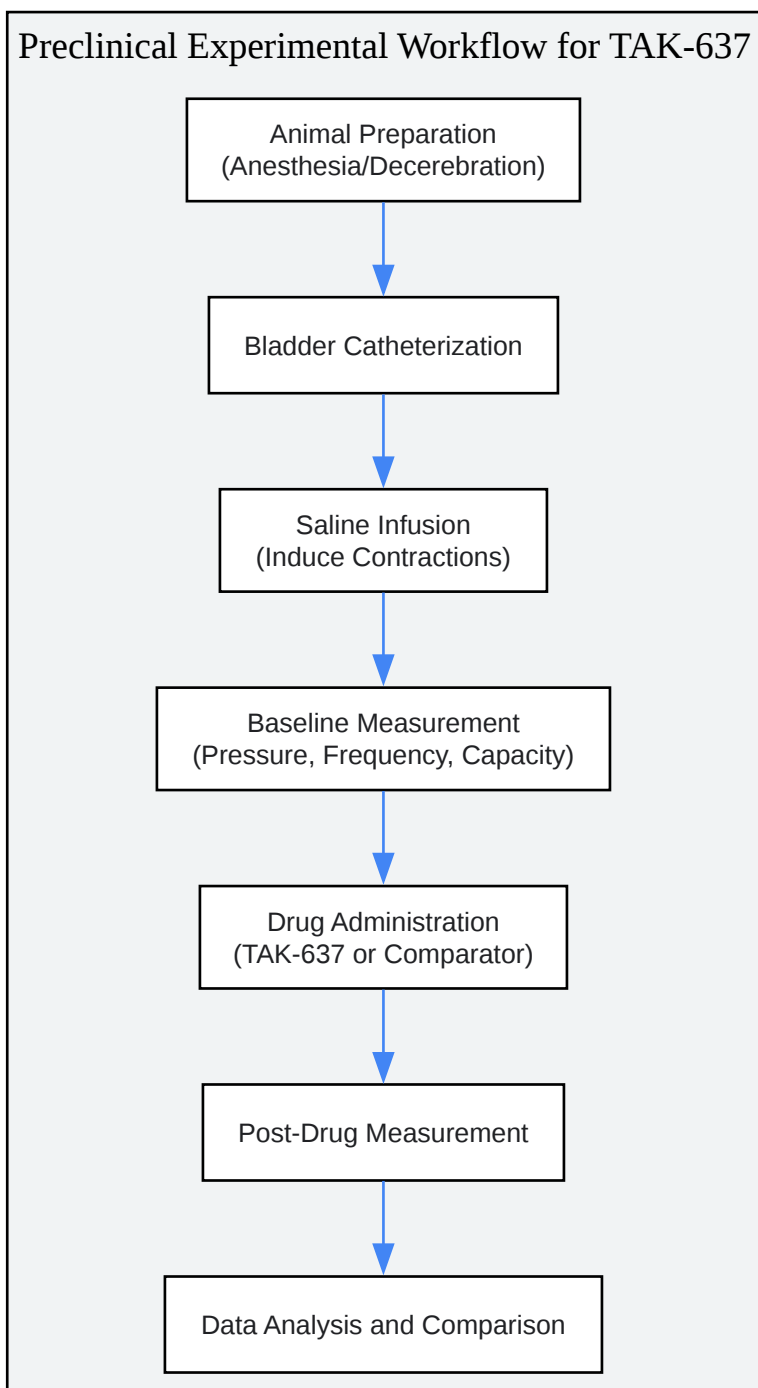 Preclinical Experimental Workflow for TAK-637
Animal Preparation
(Anesthesia/Decerebration)
Bladder Catheterization
Saline Infusion
(Induce Contractions)
Baseline Measurement
(Pressure, Frequency, Capacity)
Drug Administration
(TAK-637 or Comparator)
Post-Drug Measurement
Data Analysis and Comparison